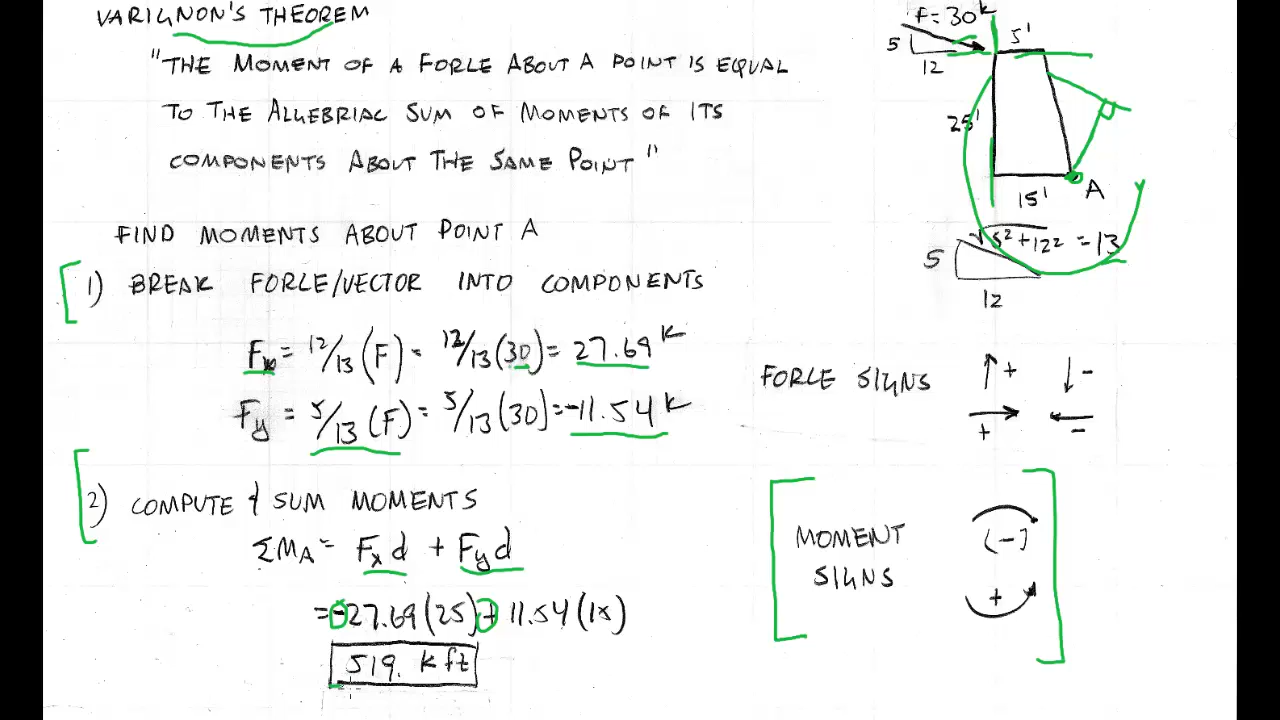 VARIGNON'S THEOREM
"THE MOMENT OF A FORCE ABOUT A POINT IS EQUAL
TO THE ALGEBRIAC SUM OF MOMENTS OF ITS
COMPONENTS ABOUT THE SAME POINT"
FIND MOMENTS ABOUT POINT A
1) BREAK FORCE/VECTOR INTO COMPONENTS
Fx = 12/13 (F) = 12/13 (30) = 27.69 K
Fy = 5/13 (F) = 5/13 (30) = -11.54 K
2) COMPUTE & SUM MOMENTS
ΣMA = Fx d + Fy d
= -27.69 (25) + 11.54 (15)
519. k ft
F = 30 k
5
12
5'
25'
15'
A
√5² + 12² = 13
5
12
FORCE SIGNS
↑ + ↓ -
→ ←
+ -
MOMENT
SIGNS
(-)
+